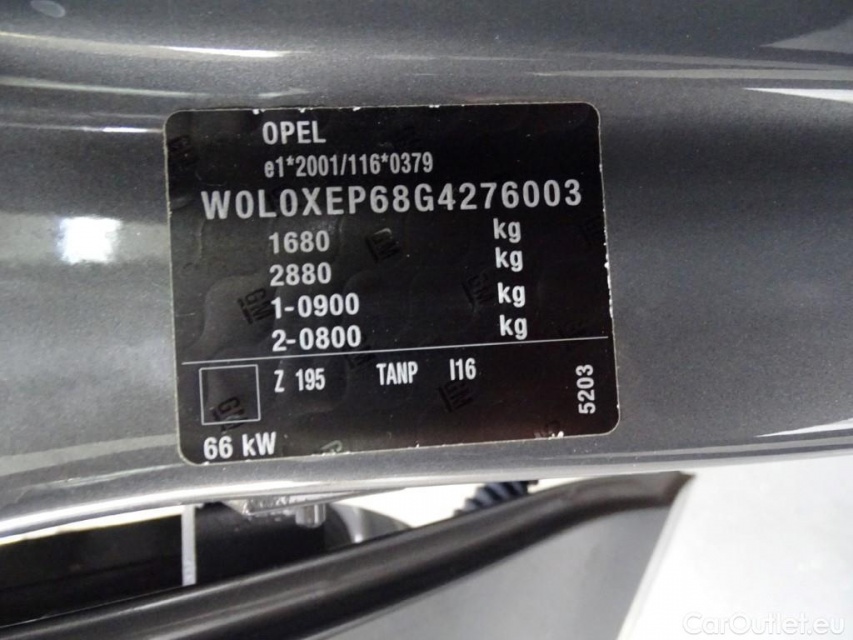 OPEL
e1*2001/116*0379
W0L0XEP68G4276003
1680 kg
2880 kg
1-0900 kg
2-0800 kg
Z 195 TANP I16
5203
66 kW
CarOutlet.eu